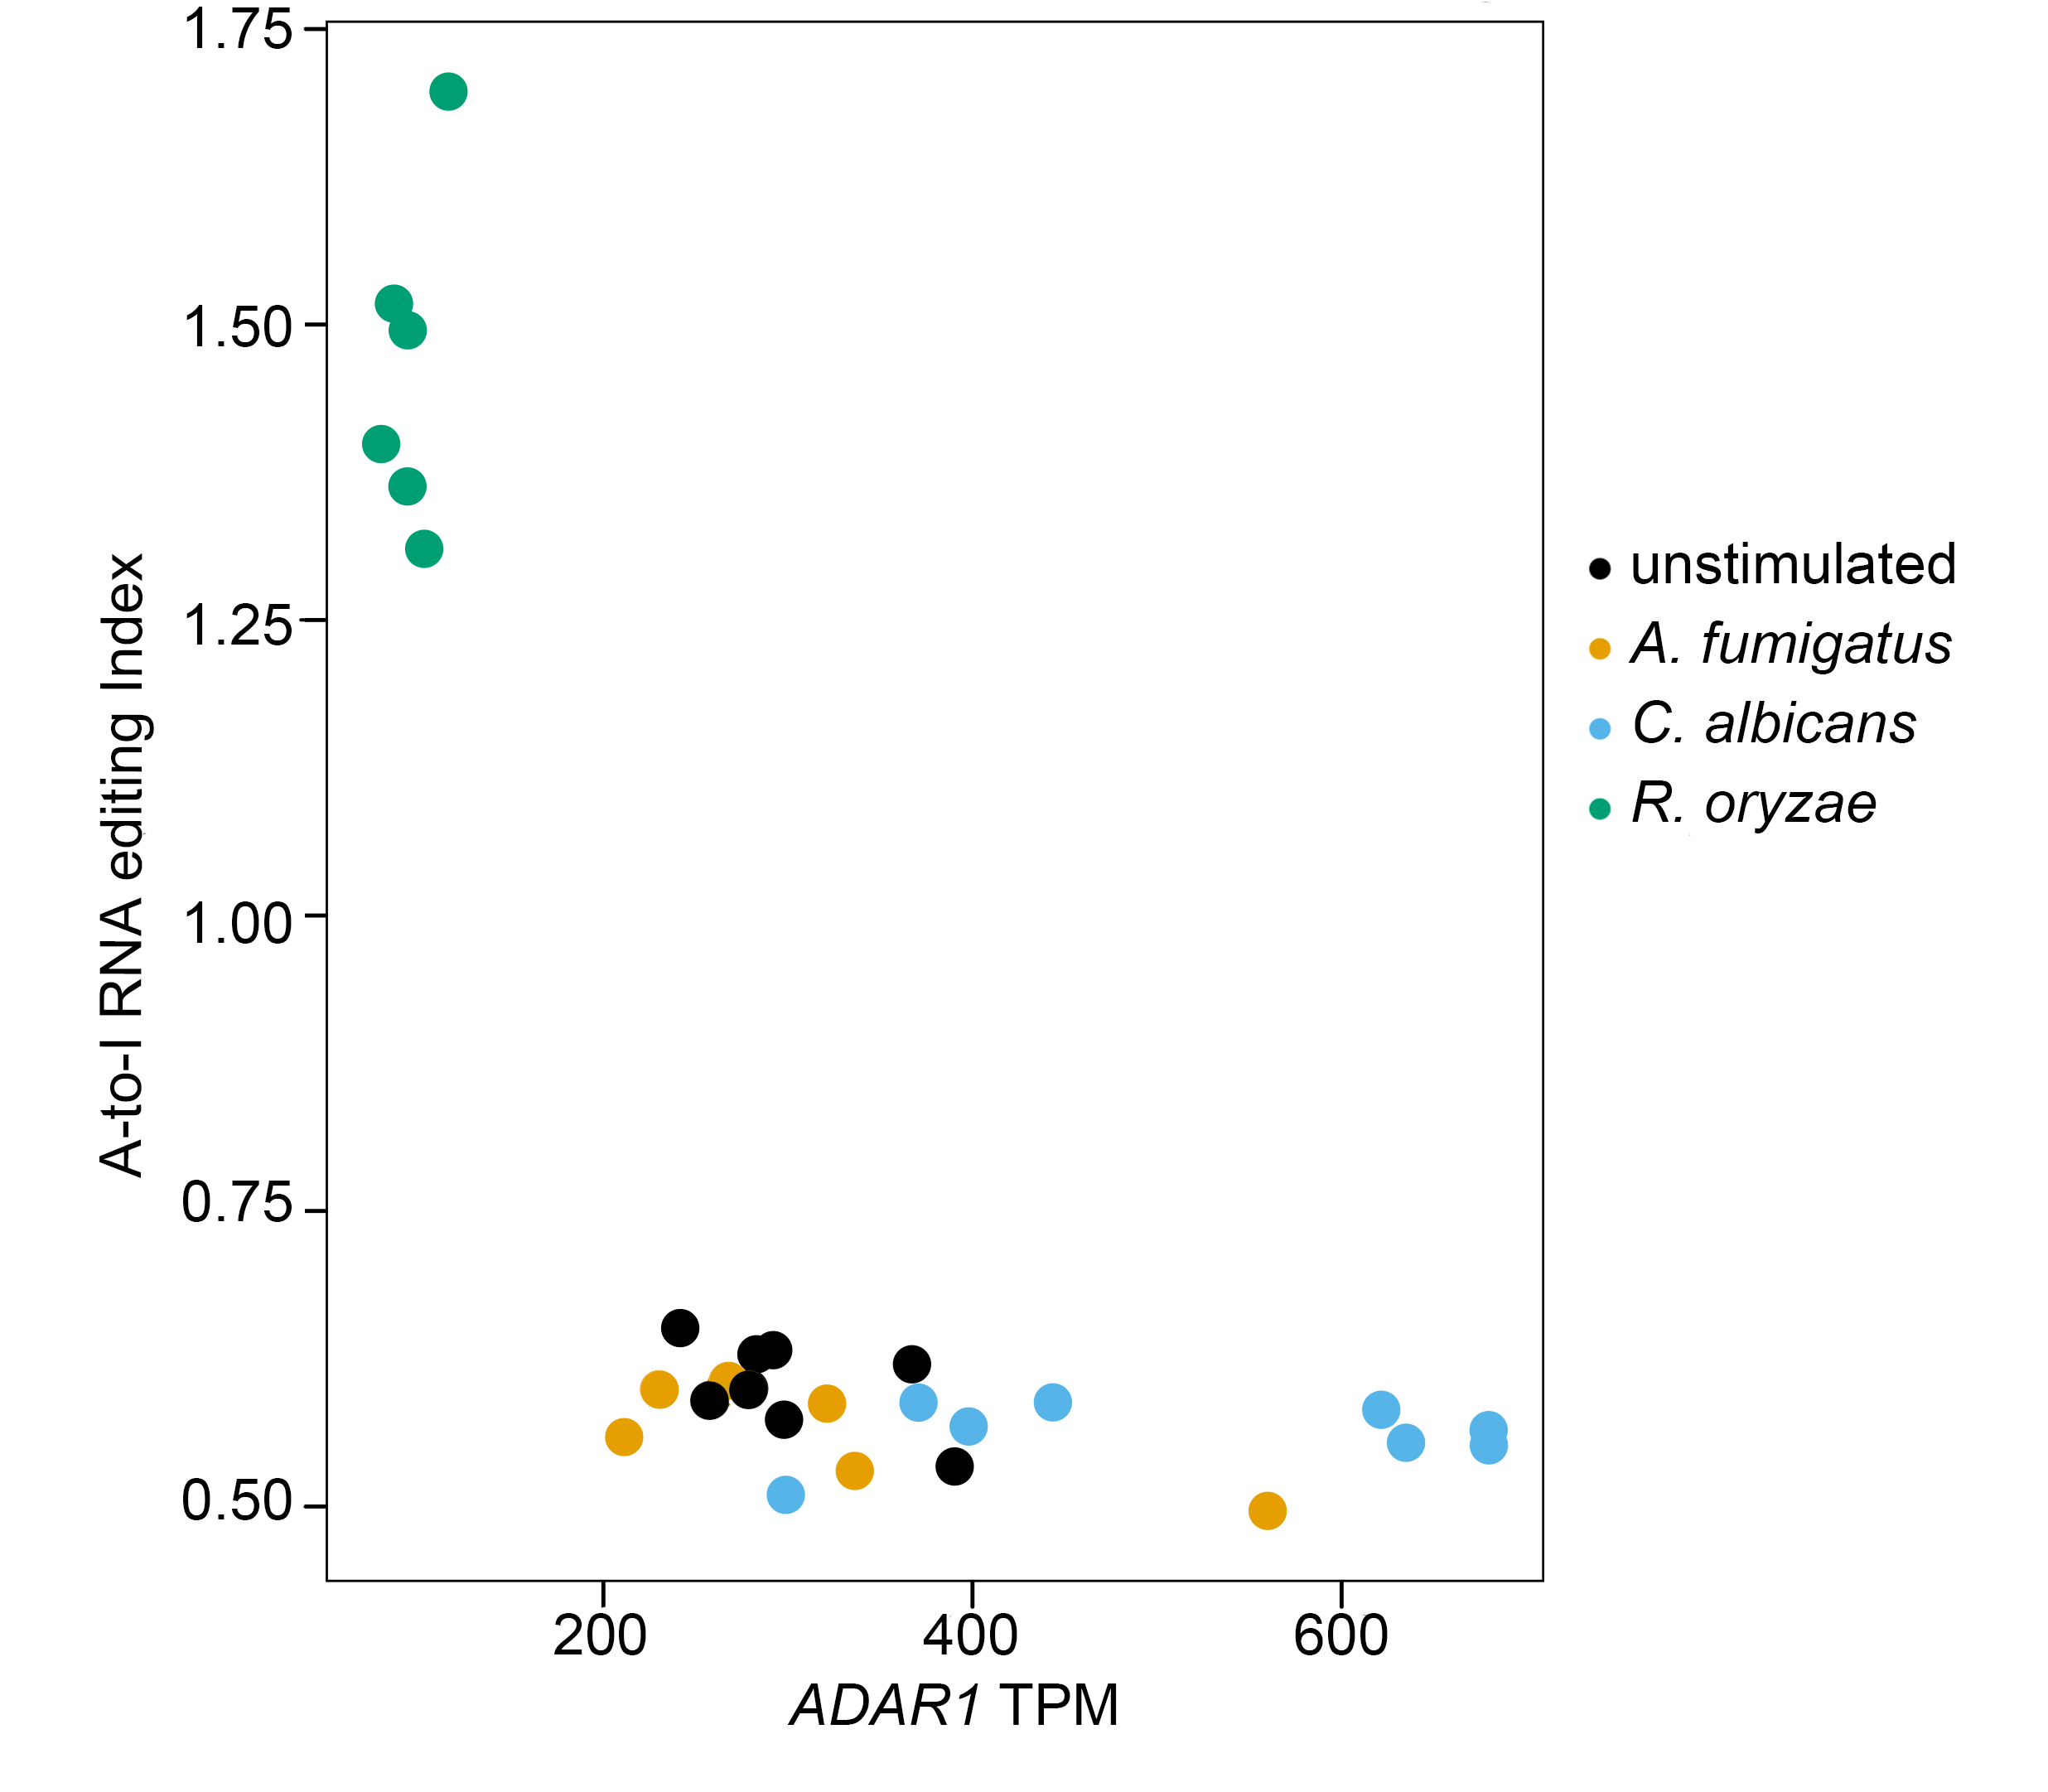 1.75
1.50
1.25
1.00
0.75
0.50
A-to-I RNA editing Index
200 400 600
ADAR1 TPM
unstimulated
A. fumigatus
C. albicans
R. oryzae